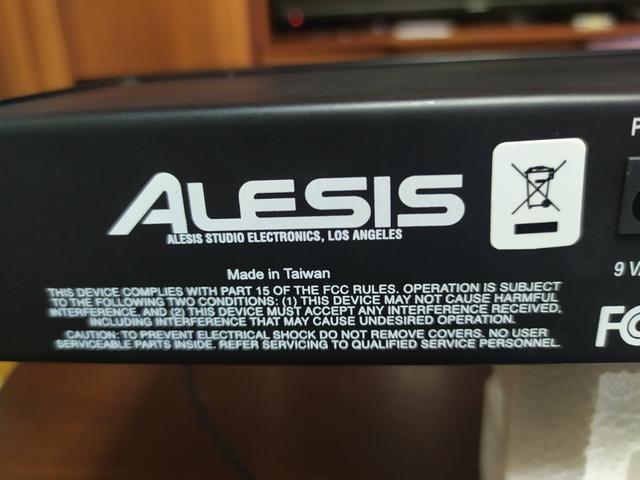 ALESIS
ALESIS STUDIO ELECTRONICS, LOS ANGELES
Made in Taiwan
THIS DEVICE COMPLIES WITH PART 15 OF THE FCC RULES. OPERATION IS SUBJECT
TO THE FOLLOWING TWO CONDITIONS: (1) THIS DEVICE MAY NOT CAUSE HARMFUL
INTERFERENCE, AND (2) THIS DEVICE MUST ACCEPT ANY INTERFERENCE RECEIVED,
INCLUDING INTERFERENCE THAT MAY CAUSE UNDESIRED OPERATION.
CAUTION: TO PREVENT ELECTRICAL SHOCK DO NOT REMOVE COVERS. NO USER
SERVICEABLE PARTS INSIDE. REFER SERVICING TO QUALIFIED SERVICE PERSONNEL.
P
9 V
FC